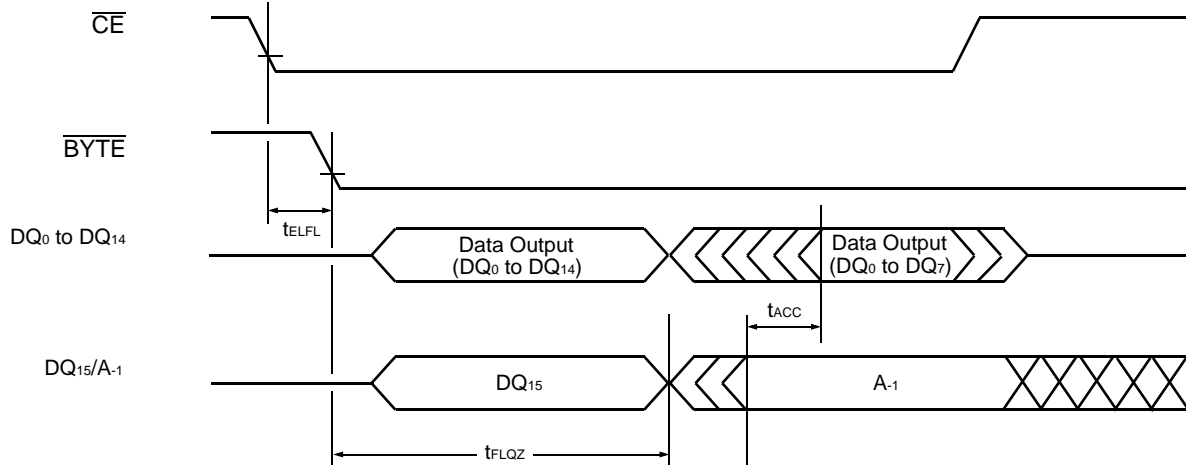 CE
BYTE
tELFL
DQ0 to DQ14
Data Output
(DQ0 to DQ14)
Data Output
(DQ0 to DQ7)
tACC
DQ15/A-1
DQ15
A-1
tFLQZ